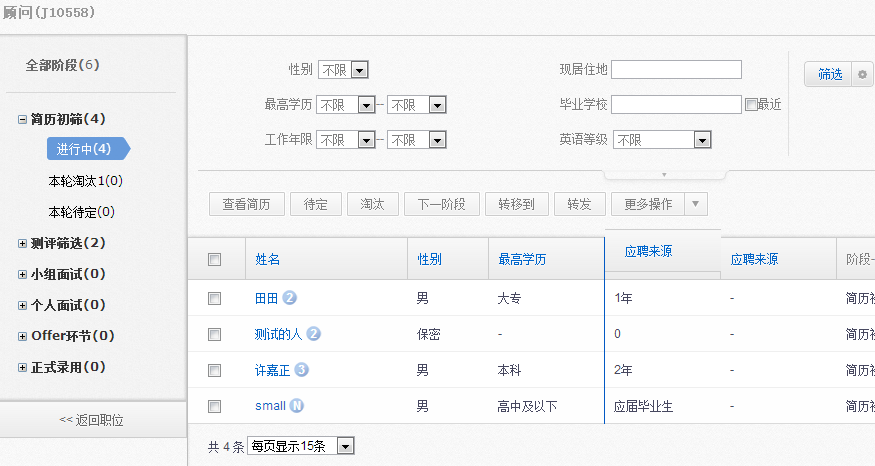 顾问(J10558)
全部阶段(6)
简历初筛(4)
进行中(4)
本轮淘汰1(0)
本轮待定(0)
测评筛选(2)
小组面试(0)
个人面试(0)
Offer环节(0)
正式录用(0)
<< 返回职位
性别 不限 现居住地 筛选
最高学历 不限 -- 不限 毕业学校 最近
工作年限 不限 -- 不限 英语等级 不限
查看简历 待定 淘汰 下一阶段 转移到 转发 更多操作
姓名 性别 最高学历 应聘来源 应聘来源 阶段-
田田 2 男 大专 1年 - 简历初
测试的人 2 保密 - 0 - 简历初
许嘉正 3 男 本科 2年 - 简历初
small N 男 高中及以下 应届毕业生 - 简历初
共 4 条 每页显示15条